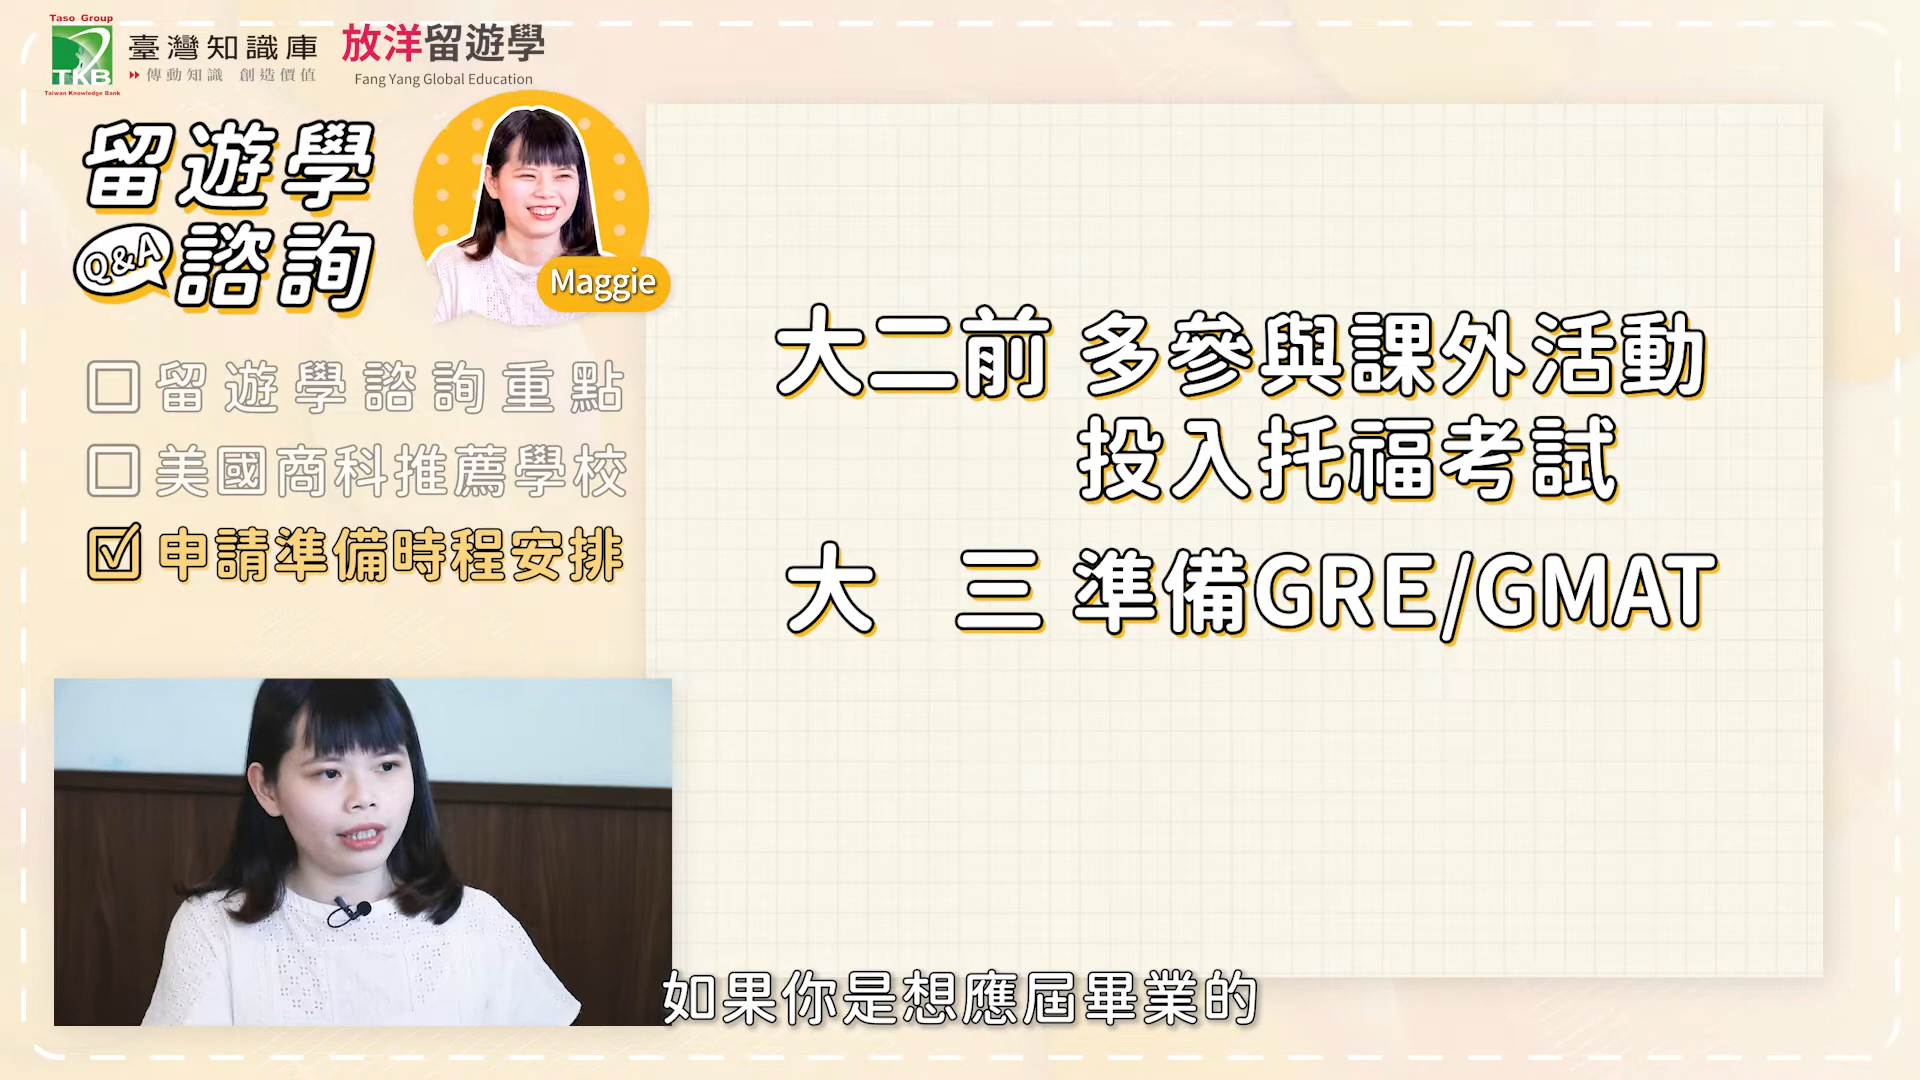 Taso Group
TKB
Taiwan Knowledge Bank
臺灣知識庫
傳動知識 創造價值
放洋留遊學
Fang Yang Global Education
留遊學
Q&A 諮詢
Maggie
留遊學諮詢重點
美國商科推薦學校
申請準備時程安排
大二前 多參與課外活動
投入托福考試
大 三 準備GRE/GMAT
如果你是想應屆畢業的